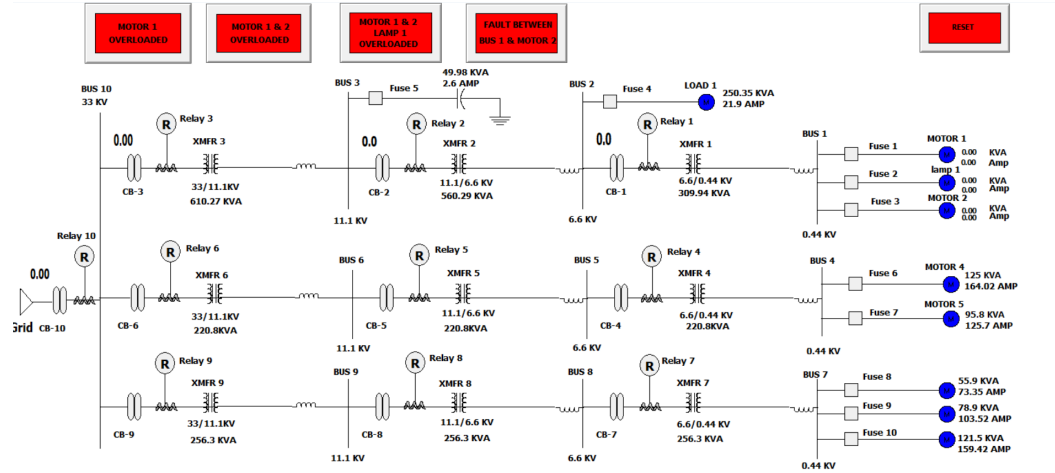 MOTOR 1
OVERLOADED
MOTOR 1 & 2
OVERLOADED
MOTOR 1 & 2
LAMP 1
OVERLOADED
FAULT BETWEEN
BUS 1 & MOTOR 2
RESET
BUS 10
33 KV
0.00
R
Relay 3
XMFR 3
CB-3
33/11.1KV
610.27 KVA
BUS 3
Fuse 5
49.98 KVA
2.6 AMP
0.0
R
Relay 2
XMFR 2
CB-2
11.1/6.6 KV
560.29 KVA
11.1 KV
BUS 2
Fuse 4
LOAD 1
M
250.35 KVA
21.9 AMP
0.0
R
Relay 1
XMFR 1
CB-1
6.6/0.44 KV
309.94 KVA
6.6 KV
BUS 1
Fuse 1
MOTOR 1
M
0.00 KVA
0.00 Amp
Fuse 2
lamp 1
M
0.00 KVA
0.00 Amp
Fuse 3
MOTOR 2
M
0.00 KVA
0.00 Amp
0.44 KV
Relay 10
R
0.00
Grid
CB-10
R
Relay 6
XMFR 6
CB-6
33/11.1KV
220.8KVA
BUS 6
R
Relay 5
XMFR 5
CB-5
11.1/6.6 KV
220.8KVA
11.1 KV
BUS 5
R
Relay 4
XMFR 4
CB-4
6.6/0.44 KV
220.8KVA
6.6 KV
BUS 4
Fuse 6
MOTOR 4
M
125 KVA
164.02 AMP
Fuse 7
MOTOR 5
M
95.8 KVA
125.7 AMP
0.44 KV
R
Relay 9
XMFR 9
CB-9
33/11.1KV
256.3 KVA
BUS 9
R
Relay 8
XMFR 8
CB-8
11.1/6.6 KV
256.3 KVA
11.1 KV
BUS 8
R
Relay 7
XMFR 7
CB-7
6.6/0.44 KV
256.3 KVA
6.6 KV
BUS 7
Fuse 8
M
55.9 KVA
73.35 AMP
Fuse 9
M
78.9 KVA
103.52 AMP
Fuse 10
M
121.5 KVA
159.42 AMP
0.44 KV